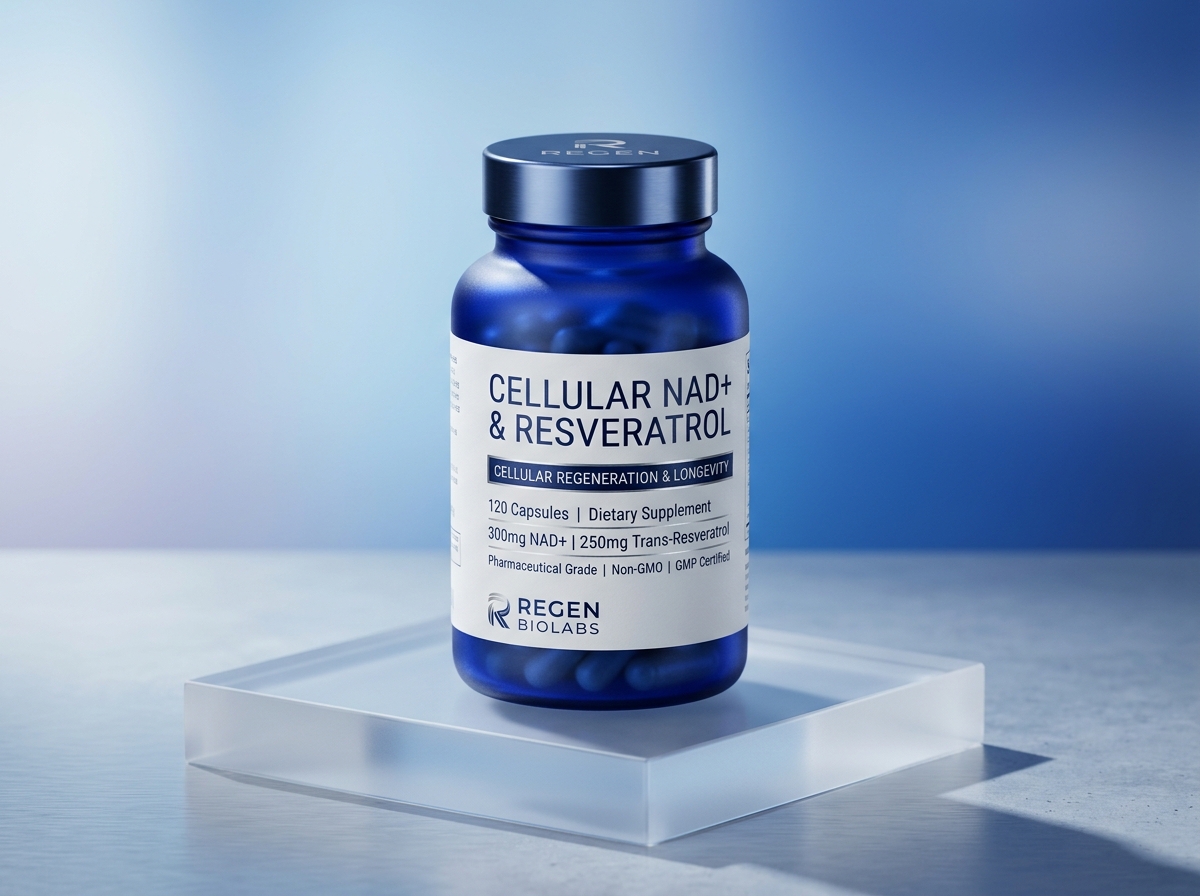 REGEN
CELLULAR NAD+
& RESVERATROL
CELLULAR REGENERATION & LONGEVITY
120 Capsules | Dietary Supplement
300mg NAD+ | 250mg Trans-Resveratrol
Pharmaceutical Grade | Non-GMO | GMP Certified
REGEN
BIOLABS